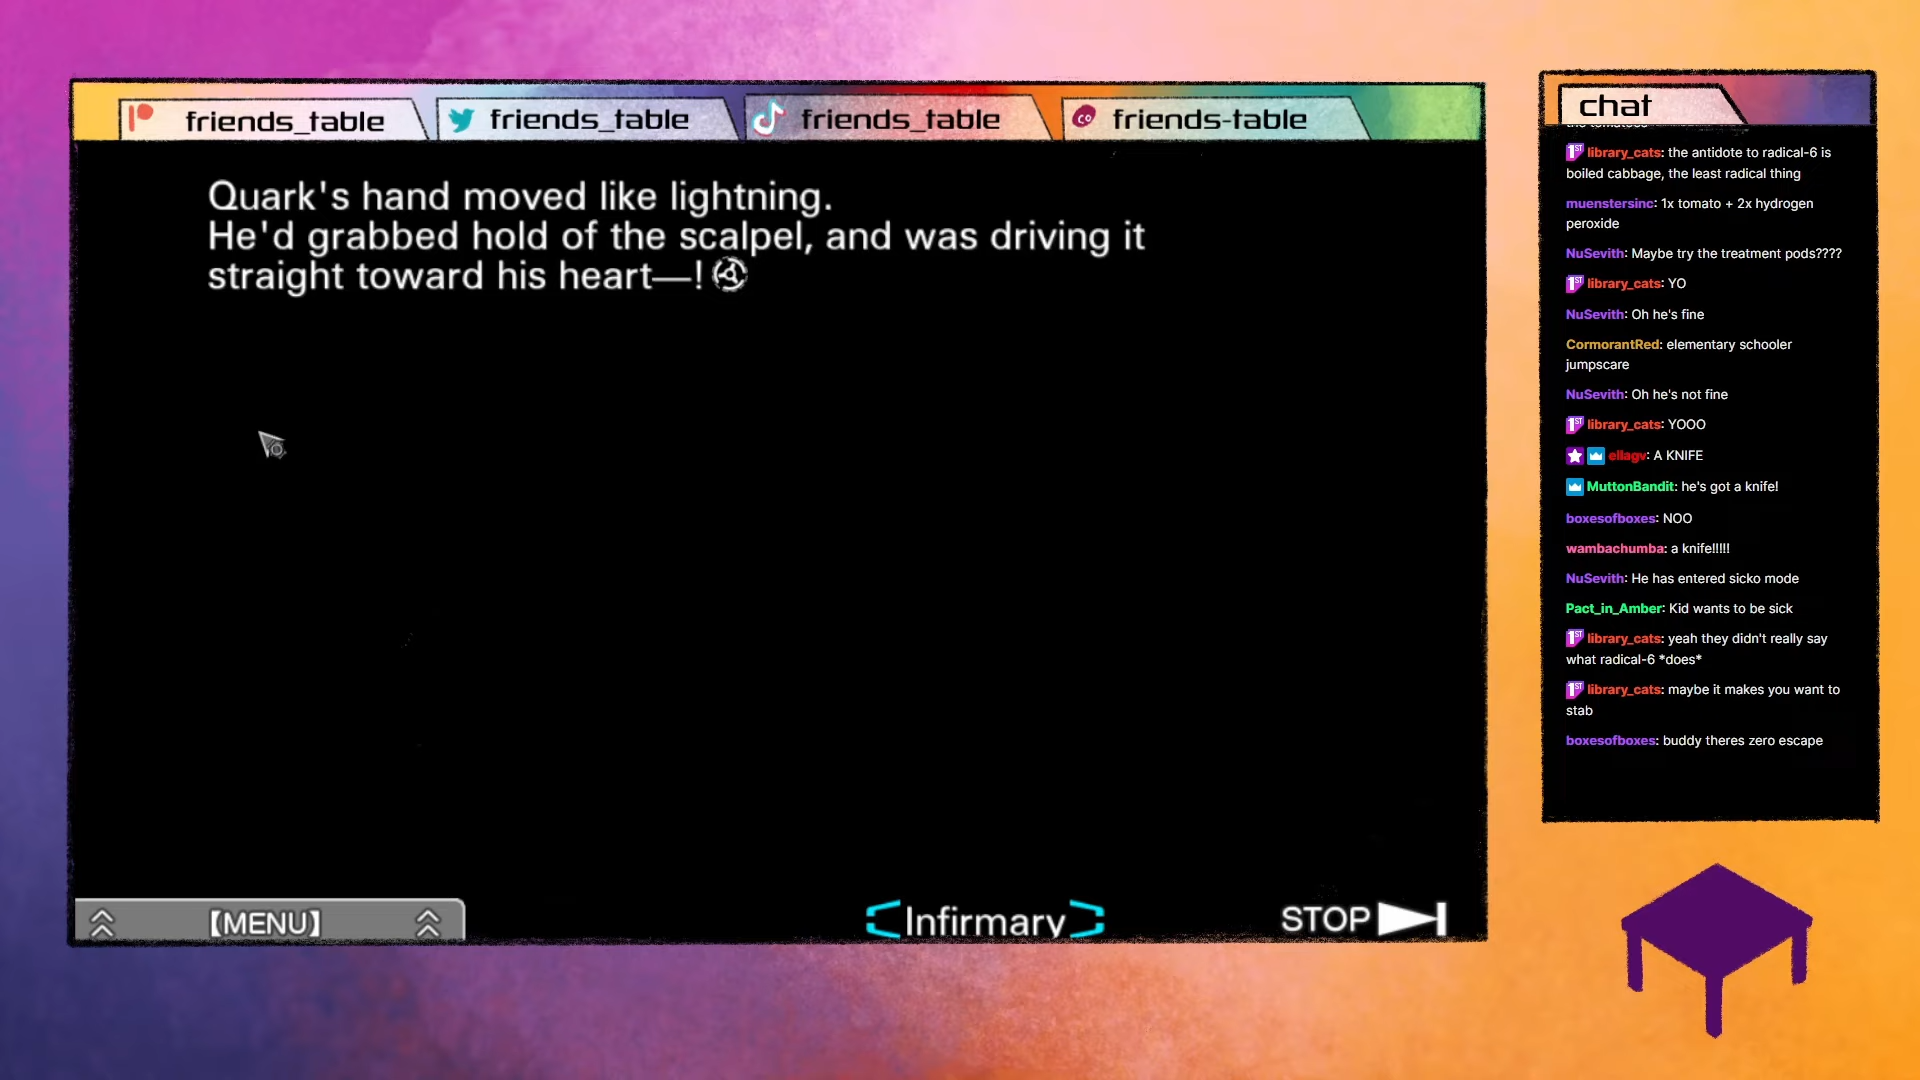 friends_table
friends_table
friends_table
friends-table
Quark's hand moved like lightning.
He'd grabbed hold of the scalpel, and was driving it
straight toward his heart—!
【MENU】
Infirmary
STOP
chat
library_cats: the antidote to radical-6 is
boiled cabbage, the least radical thing
muenstersinc: 1x tomato + 2x hydrogen
peroxide
NuSevith: Maybe try the treatment pods????
library_cats: YO
NuSevith: Oh he's fine
CormorantRed: elementary schooler
jumpscare
NuSevith: Oh he's not fine
library_cats: YOOO
ellagv: A KNIFE
MuttonBandit: he's got a knife!
boxesofboxes: NOO
wambachumba: a knife!!!!!
NuSevith: He has entered sicko mode
Pact_in_Amber: Kid wants to be sick
library_cats: yeah they didn't really say
what radical-6 *does*
library_cats: maybe it makes you want to
stab
boxesofboxes: buddy theres zero escape